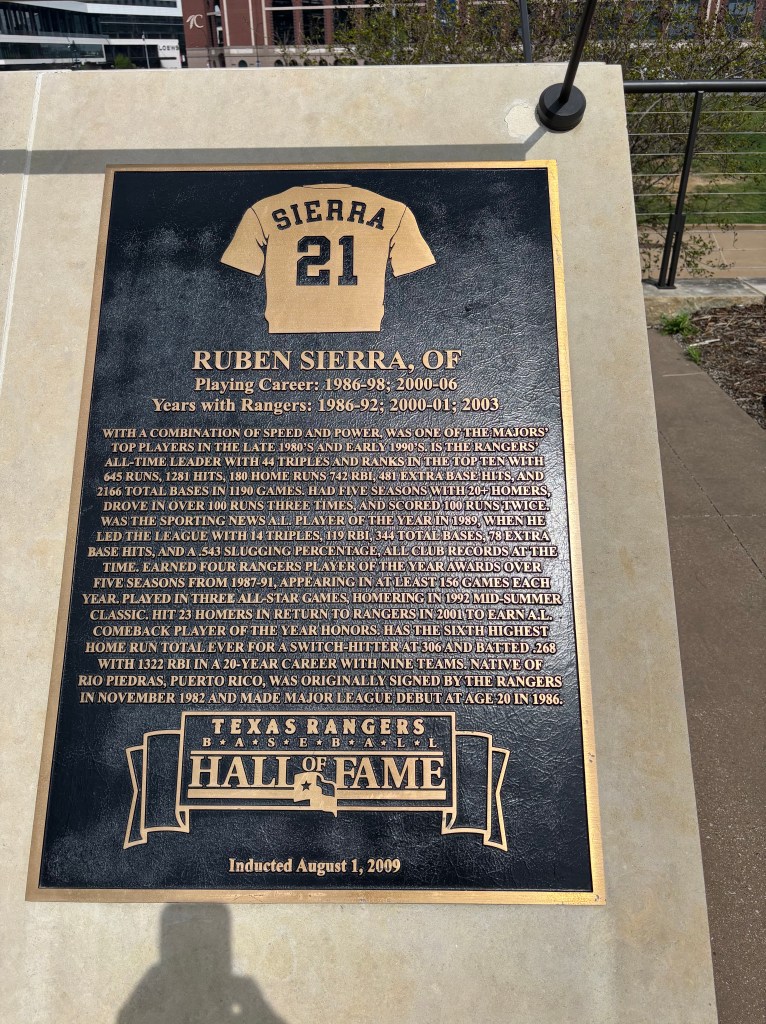 LOEWS
SIERRA
21
RUBEN SIERRA, OF
Playing Career: 1986-98; 2000-06
Years with Rangers: 1986-92; 2000-01; 2003
WITH A COMBINATION OF SPEED AND POWER, WAS ONE OF THE MAJORS'
TOP PLAYERS IN THE LATE 1980'S AND EARLY 1990'S. IS THE RANGERS'
ALL-TIME LEADER WITH 44 TRIPLES AND RANKS IN THE TOP TEN WITH
645 RUNS, 1281 HITS, 180 HOME RUNS 742 RBI, 481 EXTRA BASE HITS, AND
2166 TOTAL BASES IN 1190 GAMES. HAD FIVE SEASONS WITH 20+ HOMERS,
DROVE IN OVER 100 RUNS THREE TIMES, AND SCORED 100 RUNS TWICE.
WAS THE SPORTING NEWS A.L. PLAYER OF THE YEAR IN 1989, WHEN HE
LED THE LEAGUE WITH 14 TRIPLES, 119 RBI, 344 TOTAL BASES, 78 EXTRA
BASE HITS, AND A .543 SLUGGING PERCENTAGE, ALL CLUB RECORDS AT THE
TIME. EARNED FOUR RANGERS PLAYER OF THE YEAR AWARDS OVER
FIVE SEASONS FROM 1987-91, APPEARING IN AT LEAST 156 GAMES EACH
YEAR. PLAYED IN THREE ALL-STAR GAMES, HOMERING IN 1992 MID-SUMMER
CLASSIC. HIT 23 HOMERS IN RETURN TO RANGERS IN 2001 TO EARN A.L.
COMEBACK PLAYER OF THE YEAR HONORS. HAS THE SIXTH HIGHEST
HOME RUN TOTAL EVER FOR A SWITCH-HITTER AT 306 AND BATTED .268
WITH 1322 RBI IN A 20-YEAR CAREER WITH NINE TEAMS. NATIVE OF
RIO PIEDRAS, PUERTO RICO, WAS ORIGINALLY SIGNED BY THE RANGERS
IN NOVEMBER 1982 AND MADE MAJOR LEAGUE DEBUT AT AGE 20 IN 1986.
TEXAS RANGERS
B★A★S★E★B★A★L★L
HALL OF FAME
Inducted August 1, 2009